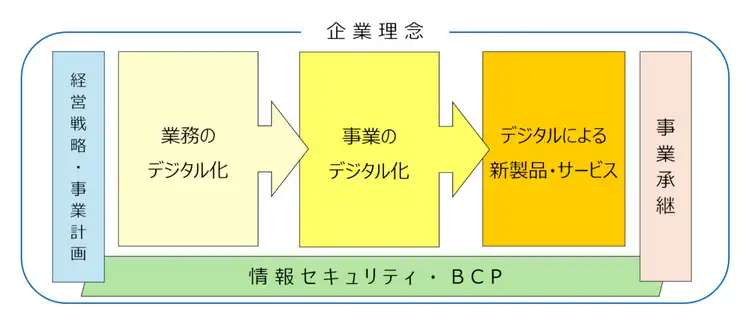 企業理念
経営戦略・事業計画
業務の
デジタル化
事業の
デジタル化
デジタルによる
新製品・サービス
事業承継
情報セキュリティ・BCP